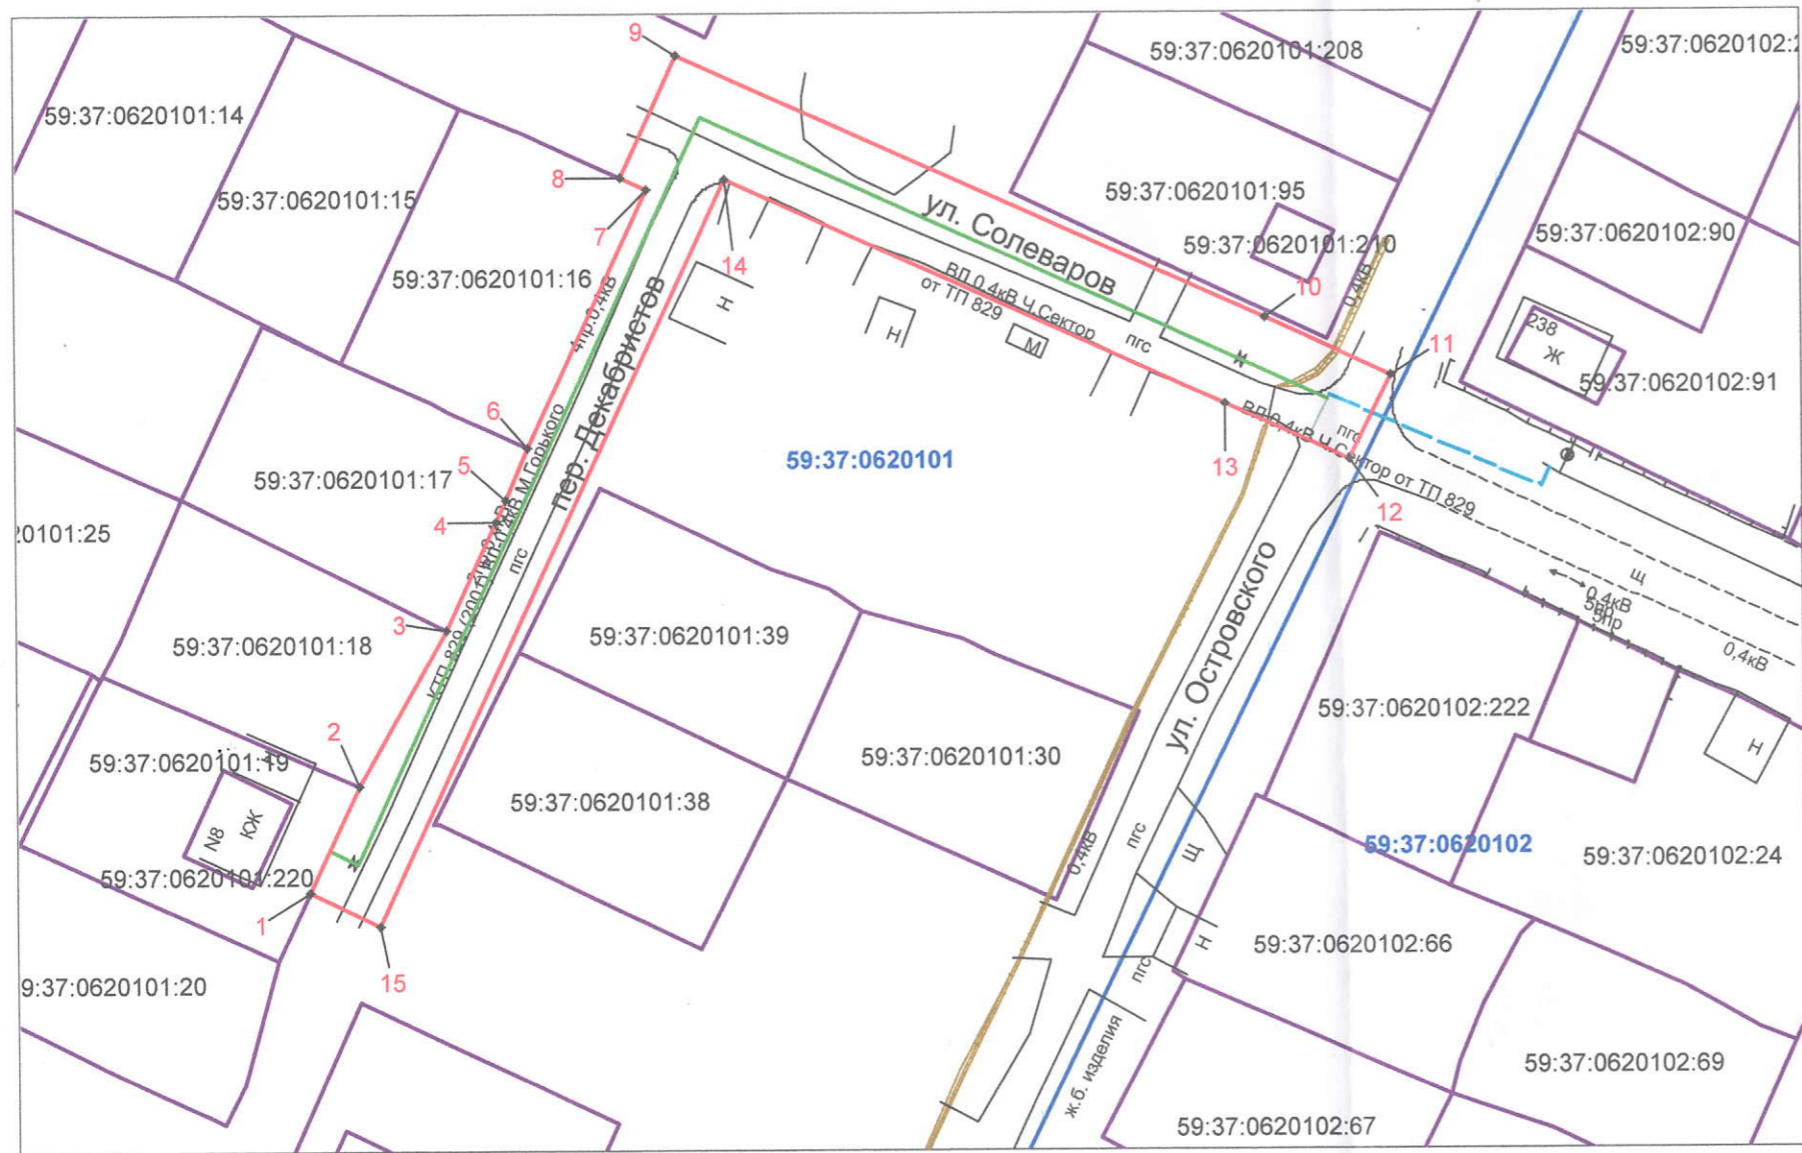 9
59:37:0620101:208
59:37:0620102:2
59:37:0620101:14
8
59:37:0620101:15
59:37:0620101:95
ул. Солеваров
59:37:0620102:90
7
59:37:0620101:210
14
59:37:0620101:16
ВЛ 0,4кВ Ч.Сектор
от ТП 829
0,4кВ
10
Н
Н
М
пгс
238
Ж
11
4пр.0,4кВ
пер. Декабристов
59:37:0620102:91
6
ВЛ 0,4кВ Ч.Сектор от ТП 829
пгс
5
59:37:0620101:17
59:37:0620101
13
12
4
20101:25
пгс
ул. Островского
Щ
0,4кВ
5пр
5пр
3
59:37:0620101:18
59:37:0620101:39
0,4кВ
59:37:0620102:222
2
59:37:0620101:19
59:37:0620101:30
Н
59:37:0620101:38
N8
КЖ
пгс
Щ
59:37:0620102
59:37:0620102:24
0,4кВ
59:37:0620101:220
1
15
59:37:0620102:66
Н
пгс
9:37:0620101:20
ж.б. изделия
59:37:0620102:69
59:37:0620102:67